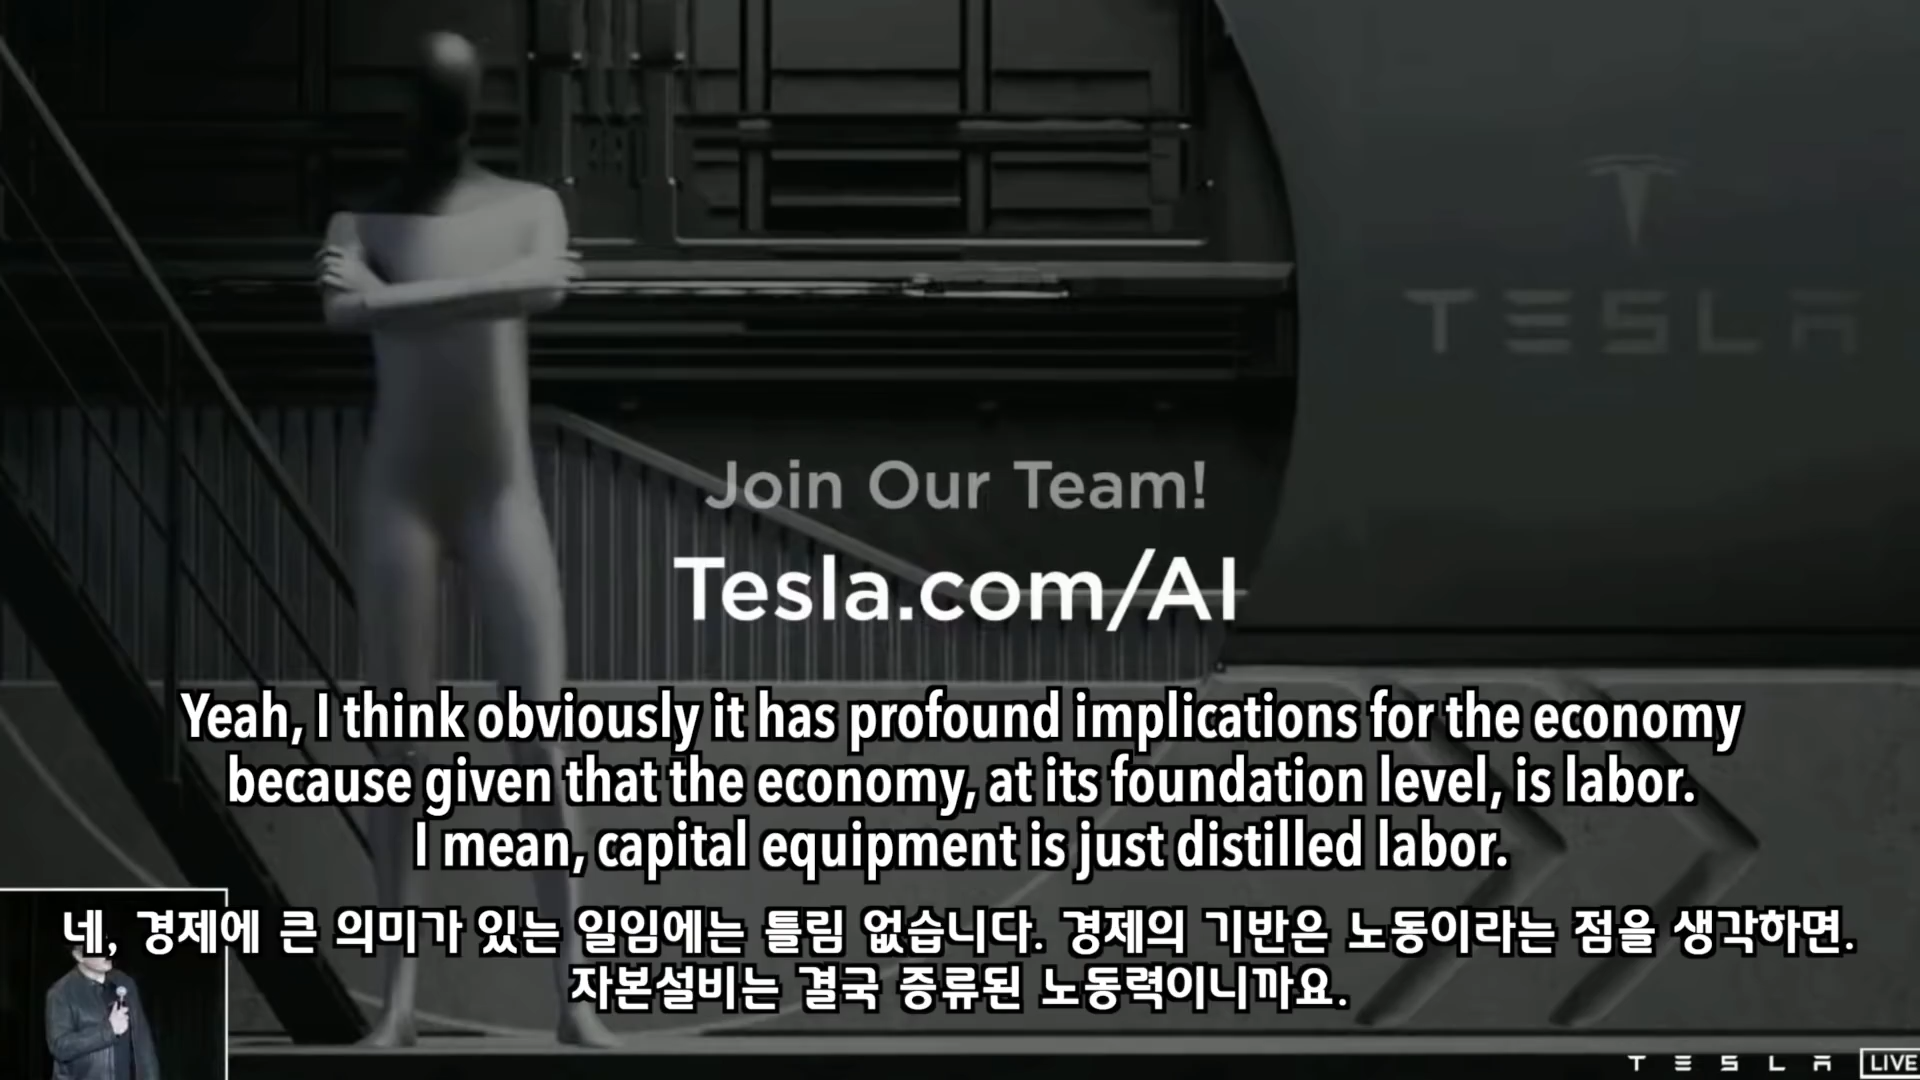 TESLA
Join Our Team!
Tesla.com/AI
Yeah, I think obviously it has profound implications for the economy
because given that the economy, at its foundation level, is labor.
I mean, capital equipment is just distilled labor.
네, 경제에 큰 의미가 있는 일임에는 틀림 없습니다. 경제의 기반은 노동이라는 점을 생각하면.
자본설비는 결국 증류된 노동력이니까요.
TESLA LIVE